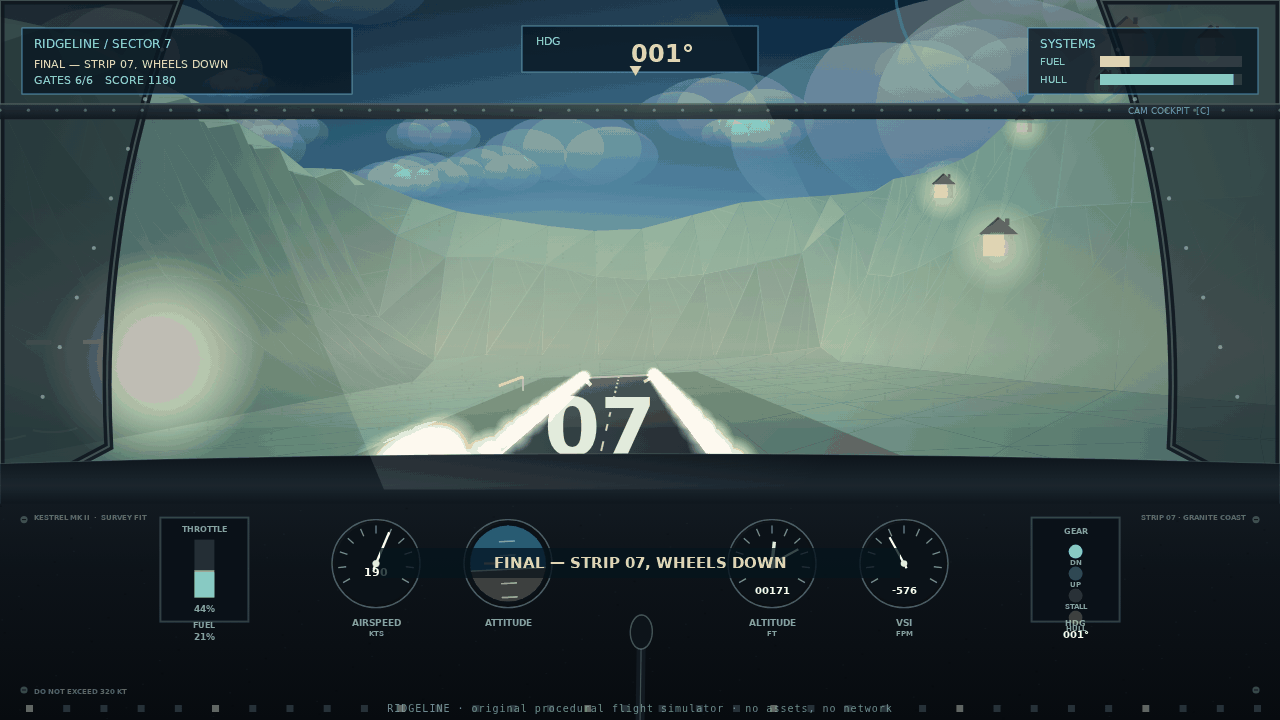 RIDGELINE / SECTOR 7
FINAL — STRIP 07, WHEELS DOWN
GATES 6/6 SCORE 1180
HDG
001°
SYSTEMS
FUEL
HULL
CAM COCKPIT [C]
07
KESTREL MK II · SURVEY FIT
STRIP 07 · GRANITE COAST
THROTTLE
44%
FUEL
21%
190
AIRSPEED
KTS
ATTITUDE
FINAL — STRIP 07, WHEELS DOWN
00171
ALTITUDE
FT
-576
VSI
FPM
GEAR
DN
UP
STALL
HDG
001°
DO NOT EXCEED 320 KT
RIDGELINE · original procedural flight simulator · no assets, no network